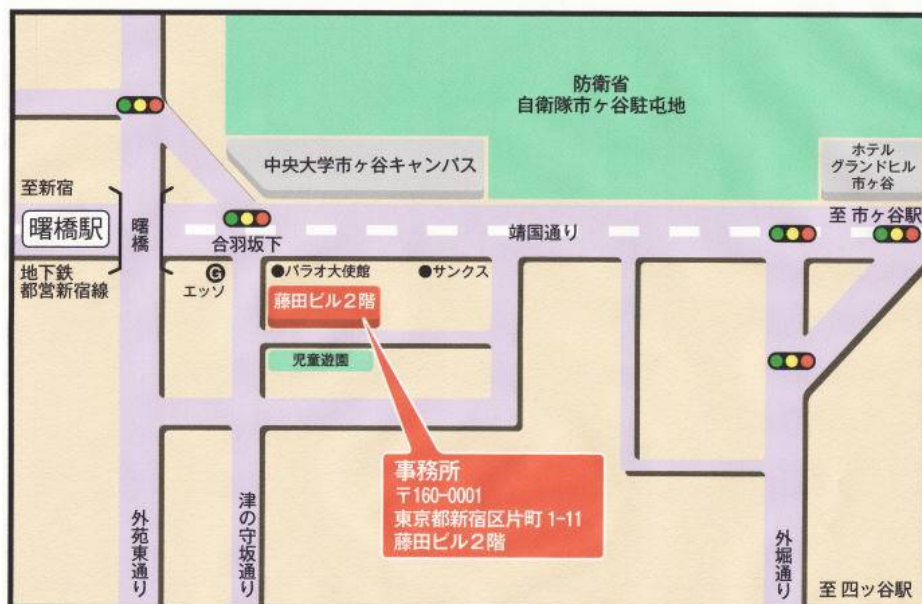 防衛省
自衛隊市ヶ谷駐屯地
中央大学市ヶ谷キャンパス
ホテル
グランドヒル
市ヶ谷
至新宿
曙橋駅
曙橋
合羽坂下
靖国通り
至 市ヶ谷駅
地下鉄
都営新宿線
G
エッソ
●パラオ大使館
●サンクス
藤田ビル2階
児童遊園
事務所
〒160-0001
東京都新宿区片町 1-11
藤田ビル2階
外苑東通り
津の守坂通り
外堀通り
至 四ッ谷駅